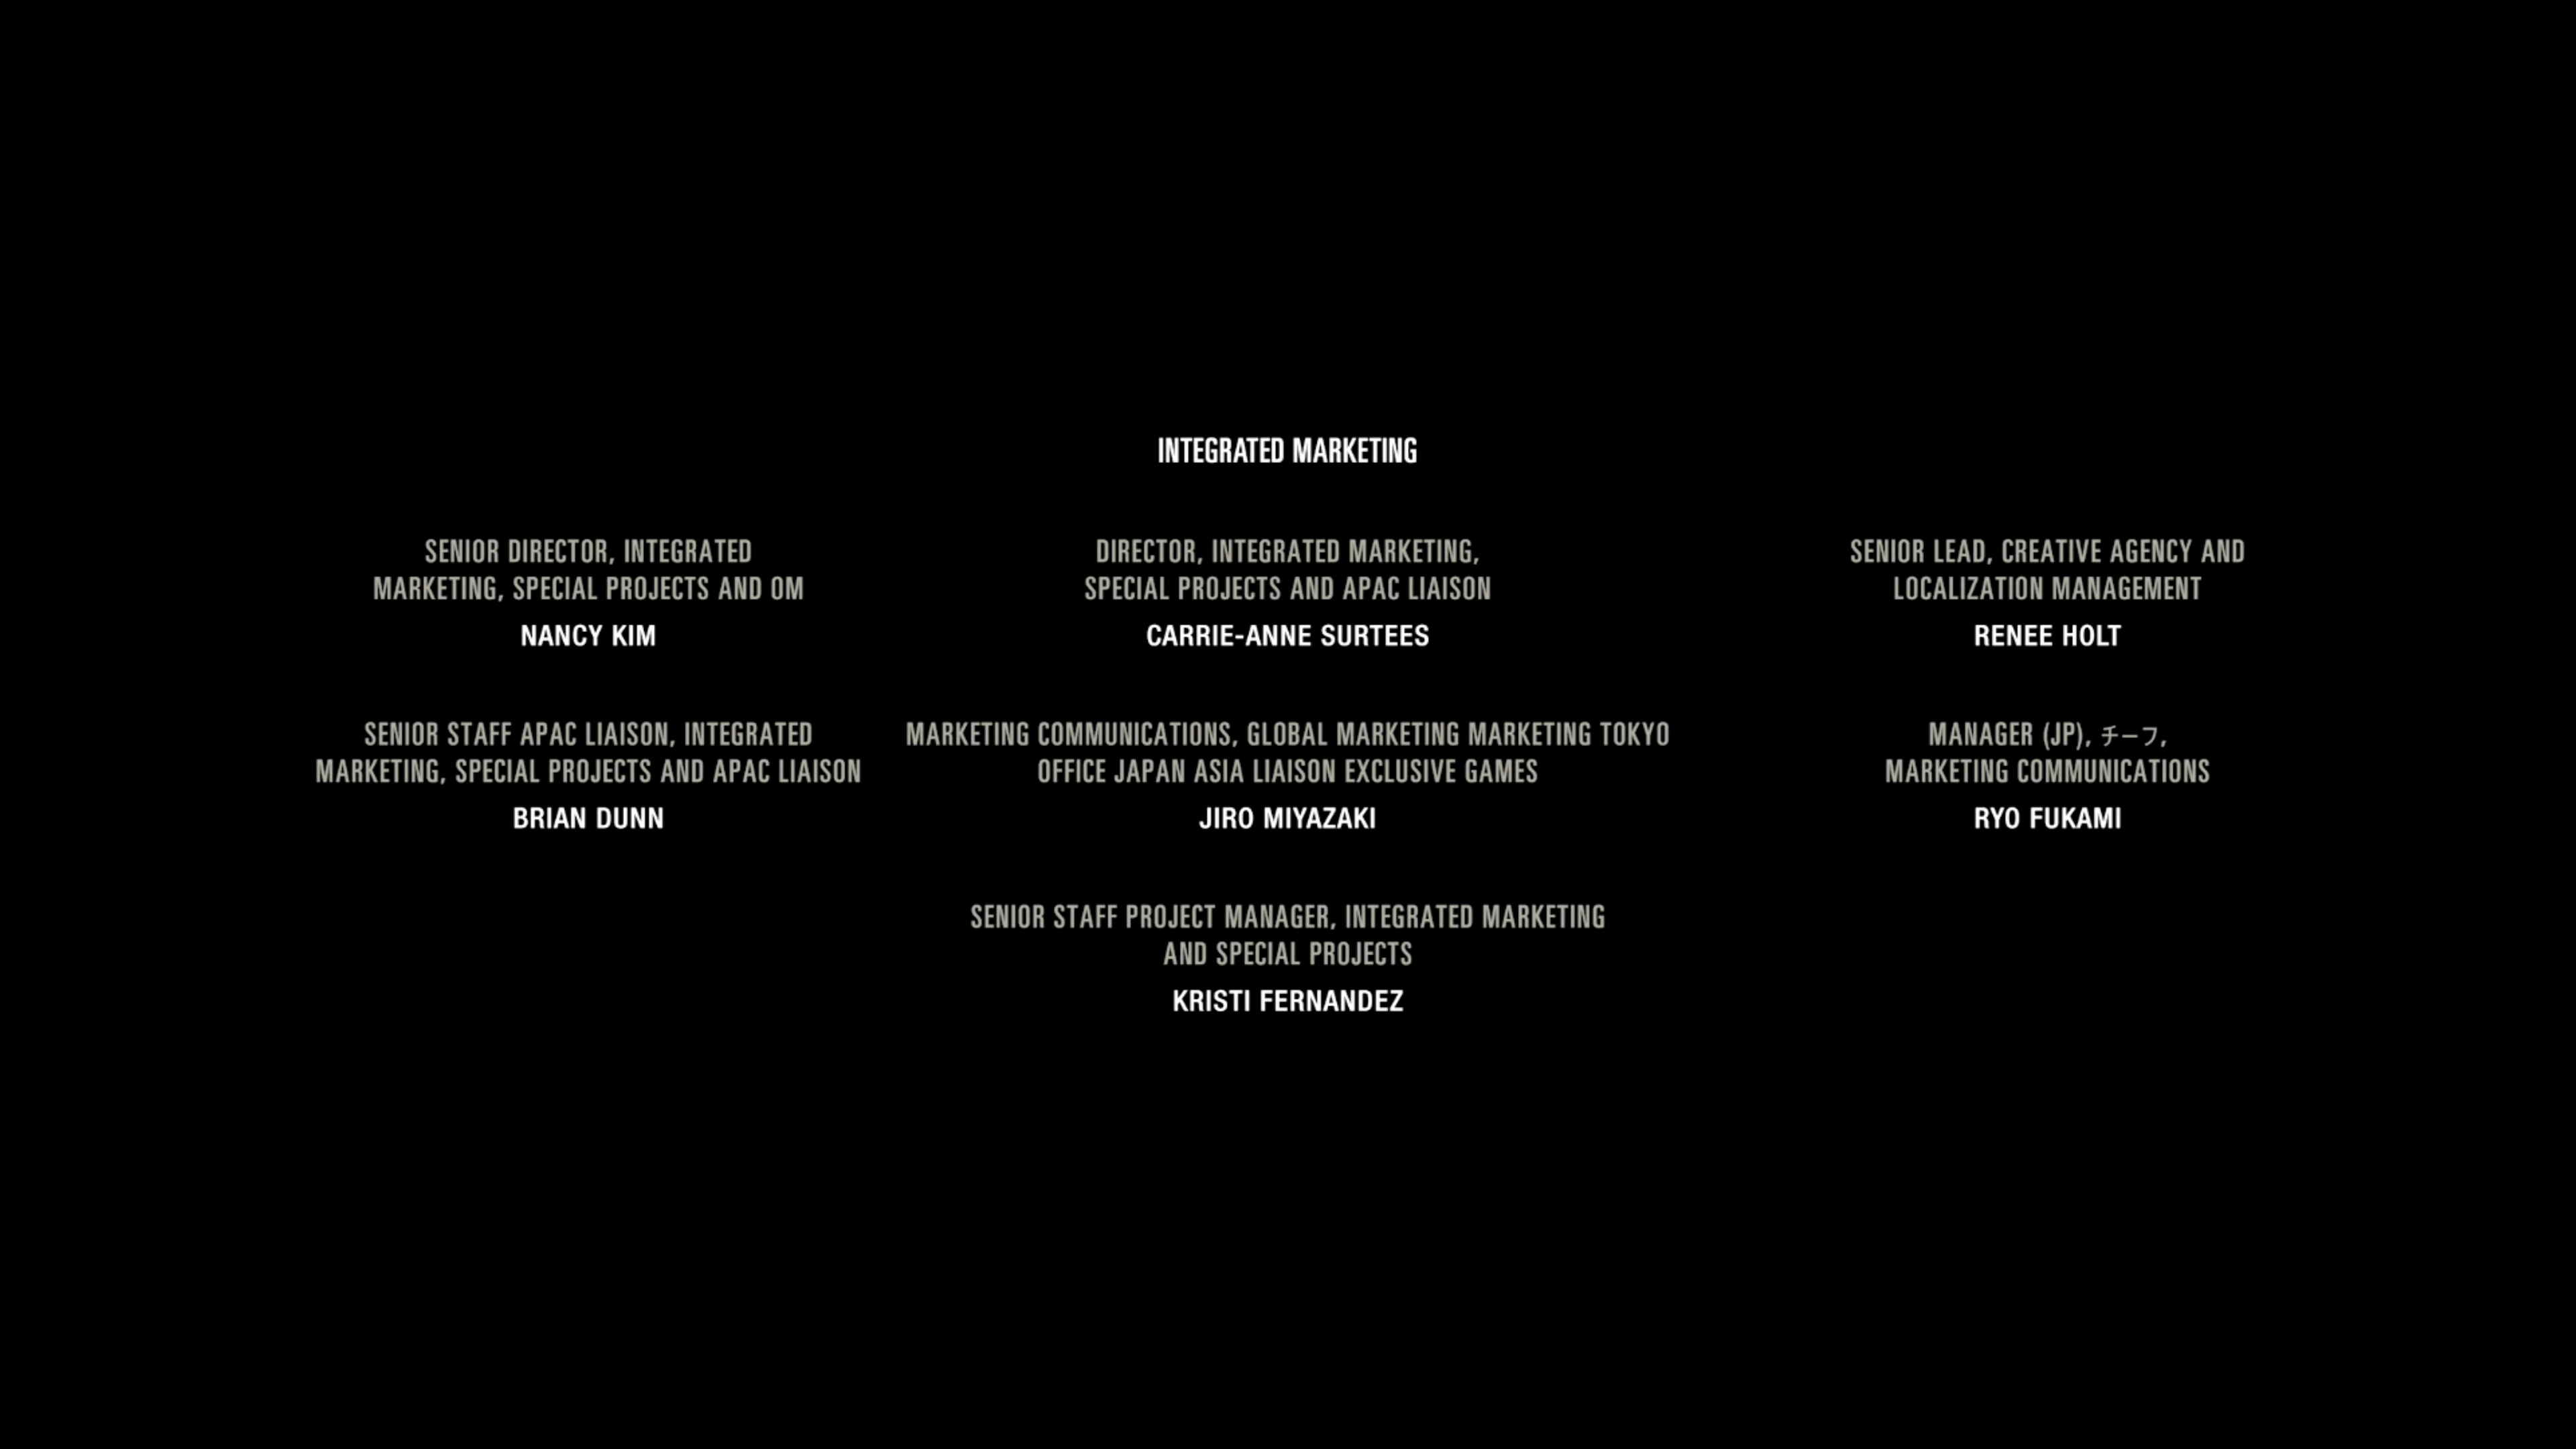 INTEGRATED MARKETING
SENIOR DIRECTOR, INTEGRATED
MARKETING, SPECIAL PROJECTS AND OM
NANCY KIM
DIRECTOR, INTEGRATED MARKETING,
SPECIAL PROJECTS AND APAC LIAISON
CARRIE-ANNE SURTEES
SENIOR LEAD, CREATIVE AGENCY AND
LOCALIZATION MANAGEMENT
RENEE HOLT
SENIOR STAFF APAC LIAISON, INTEGRATED
MARKETING, SPECIAL PROJECTS AND APAC LIAISON
BRIAN DUNN
MARKETING COMMUNICATIONS, GLOBAL MARKETING MARKETING TOKYO
OFFICE JAPAN ASIA LIAISON EXCLUSIVE GAMES
JIRO MIYAZAKI
MANAGER (JP), チーフ,
MARKETING COMMUNICATIONS
RYO FUKAMI
SENIOR STAFF PROJECT MANAGER, INTEGRATED MARKETING
AND SPECIAL PROJECTS
KRISTI FERNANDEZ